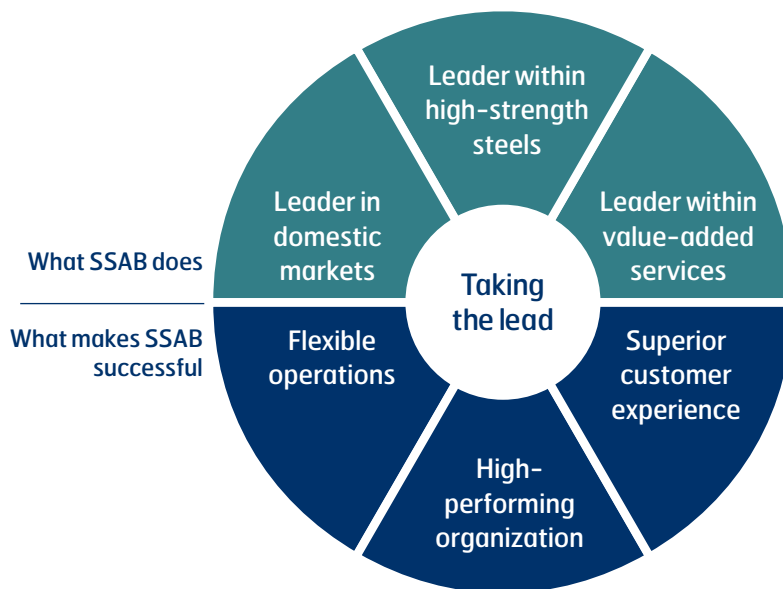 Leader within
high-strength
steels
Leader in
domestic
markets
Leader within
value-added
services
What SSAB does
Taking
the lead
What makes SSAB
successful
Flexible
operations
Superior
customer
experience
High-
performing
organization